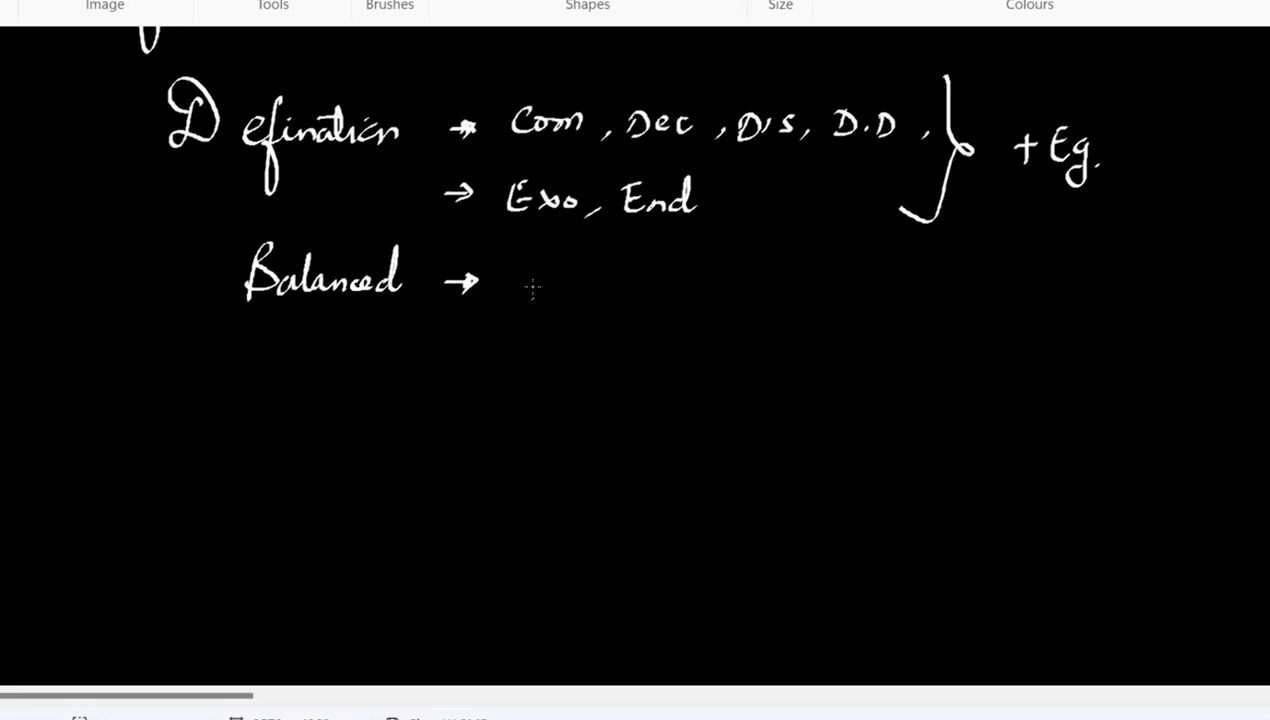 Image Tools Brushes Shapes Size Colours
Defination → Com, Dec, Dis, D.D, } + Eg.
→ Exo, End
Balanced →